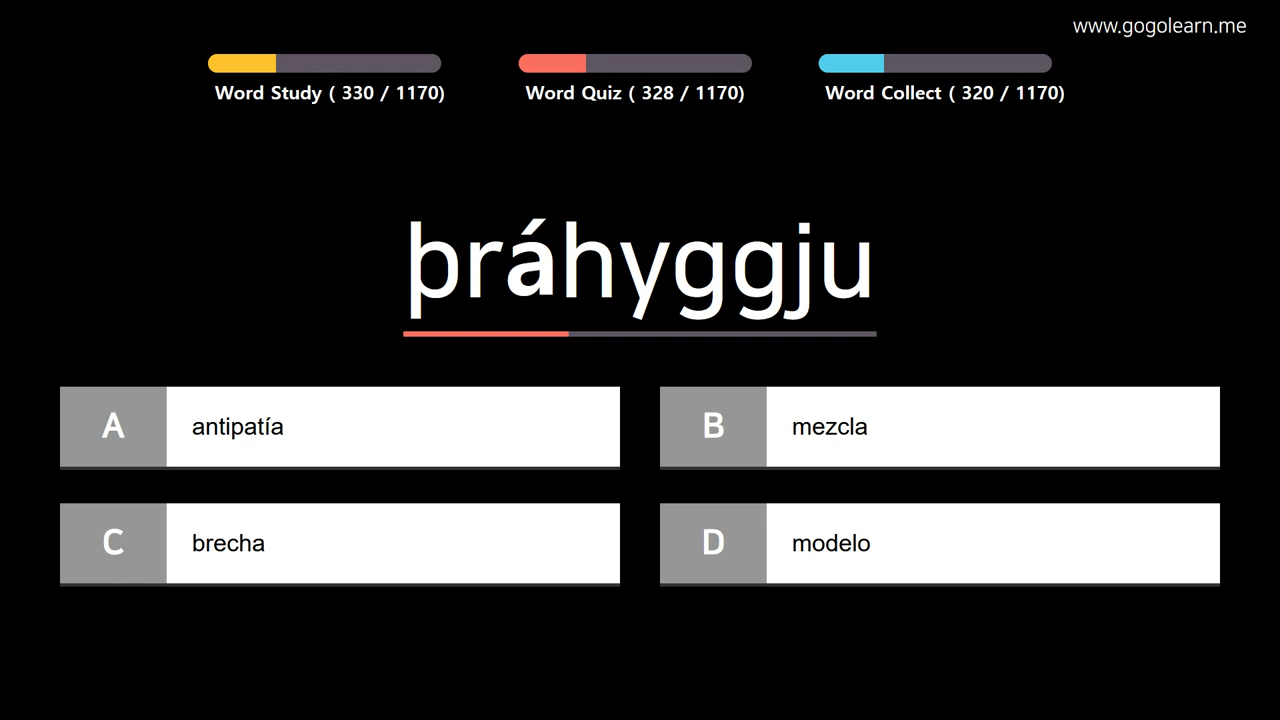 www.gogolearn.me
Word Study ( 330 / 1170)
Word Quiz ( 328 / 1170)
Word Collect ( 320 / 1170)
þráhyggju
A antipatía
B mezcla
C brecha
D modelo